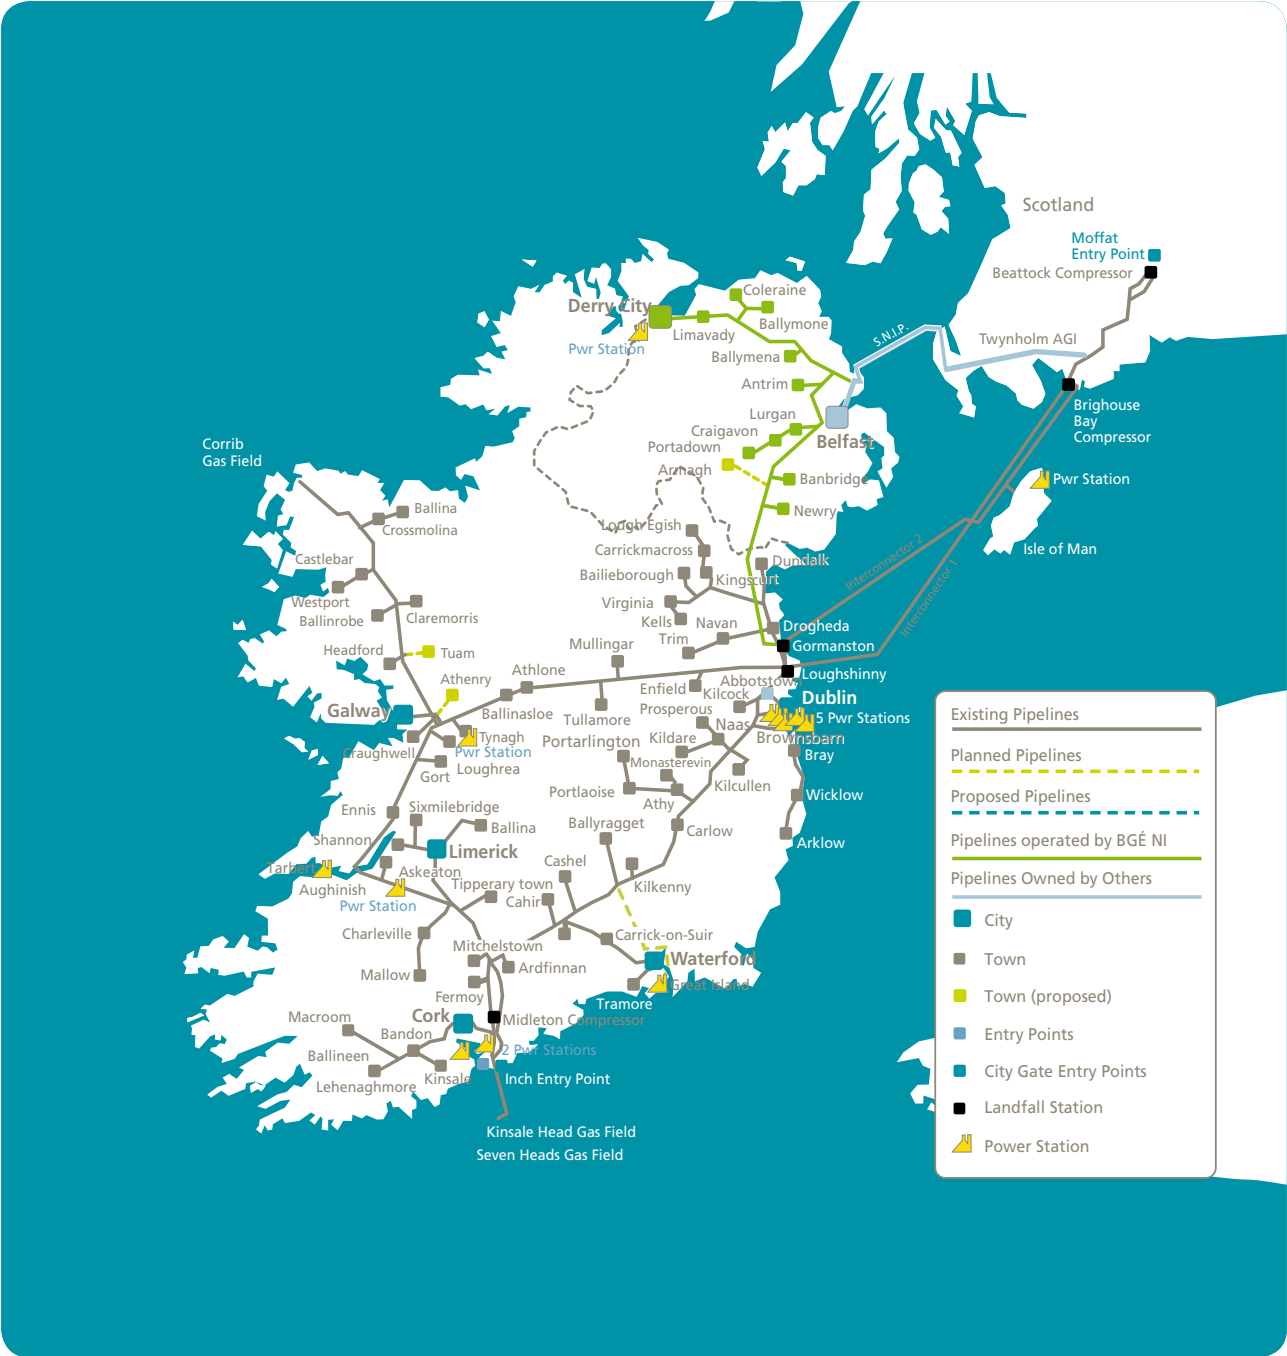 Scotland
Moffat
Entry Point
Beattock Compressor
Coleraine
Derry City
Ballymone
Limavady
S.N.I.P.
Twynholm AGI
Pwr Station
Ballymena
Antrim
Brighouse
Bay
Compressor
Lurgan
Craigavon
Belfast
Portadown
Corrib
Gas Field
Armagh
Banbridge
Pwr Station
Ballina
Newry
Crossmolina
Lough Egish
Isle of Man
Carrickmacross
Interconnector 2
Castlebar
Dundalk
Bailieborough
Kingscurt
Interconnector 1
Westport
Virginia
Ballinrobe
Claremorris
Kells
Navan
Drogheda
Trim
Gormanston
Mullingar
Headford
Tuam
Athlone
Loughshinny
Athenry
Abbotstown
Enfield
Kilcock
Dublin
Galway
Ballinasloe
Prosperous
Tullamore
5 Pwr Stations
Naas
Tynagh
Portarlington
Kildare
Brownsbarn
Craughwell
Pwr Station
Bray
Loughrea
Monasterevin
Gort
Kilcullen
Portlaoise
Wicklow
Athy
Ennis
Sixmilebridge
Ballina
Ballyragget
Carlow
Shannon
Arklow
Limerick
Cashel
Tarbert
Askeaton
Aughinish
Tipperary town
Kilkenny
Pwr Station
Cahir
Charleville
Carrick-on-Suir
Mitchelstown
Waterford
Mallow
Ardfinnan
Great Island
Fermoy
Tramore
Macroom
Cork
Midleton Compressor
Bandon
2 Pwr Stations
Ballineen
Kinsale
Inch Entry Point
Lehenaghmore
Kinsale Head Gas Field
Seven Heads Gas Field
Existing Pipelines
Planned Pipelines
Proposed Pipelines
Pipelines operated by BGÉ NI
Pipelines Owned by Others
City
Town
Town (proposed)
Entry Points
City Gate Entry Points
Landfall Station
Power Station